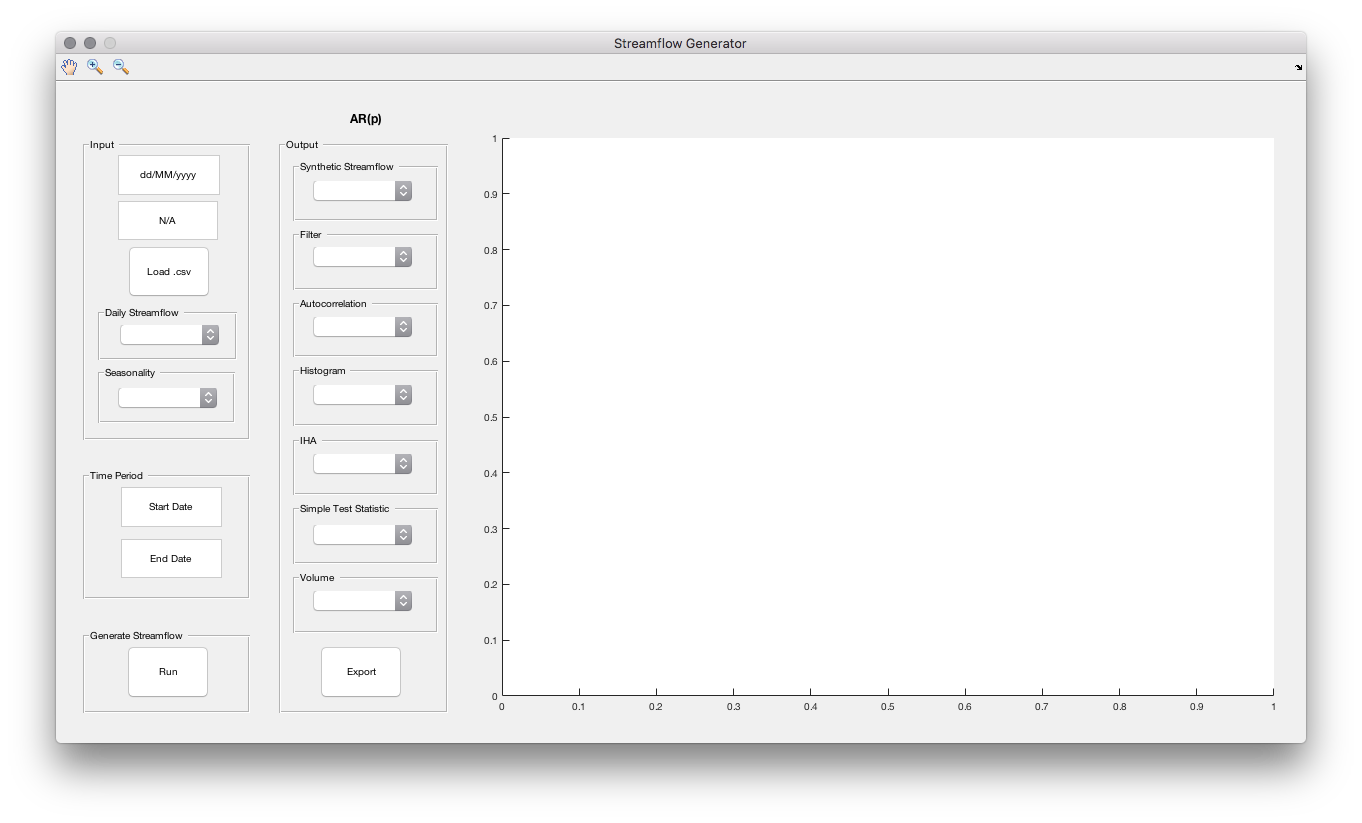 Streamflow Generator
AR(p)
Input
dd/MM/yyyy
N/A
Load .csv
Daily Streamflow
Seasonality
Time Period
Start Date
End Date
Generate Streamflow
Run
Output
Synthetic Streamflow
Filter
Autocorrelation
Histogram
IHA
Simple Test Statistic
Volume
Export
1
0.9
0.8
0.7
0.6
0.5
0.4
0.3
0.2
0.1
0
0 0.1 0.2 0.3 0.4 0.5 0.6 0.7 0.8 0.9 1